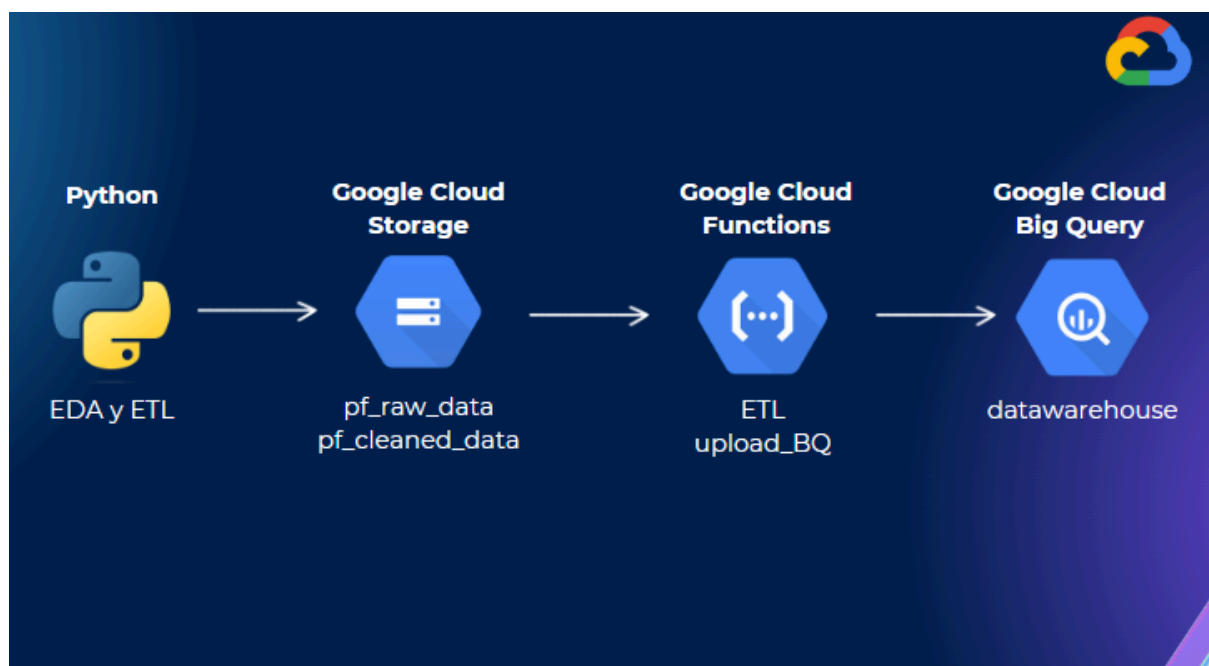 Python
EDA y ETL
Google Cloud
Storage
pf_raw_data
pf_cleaned_data
Google Cloud
Functions
ETL
upload_BQ
Google Cloud
Big Query
datawarehouse